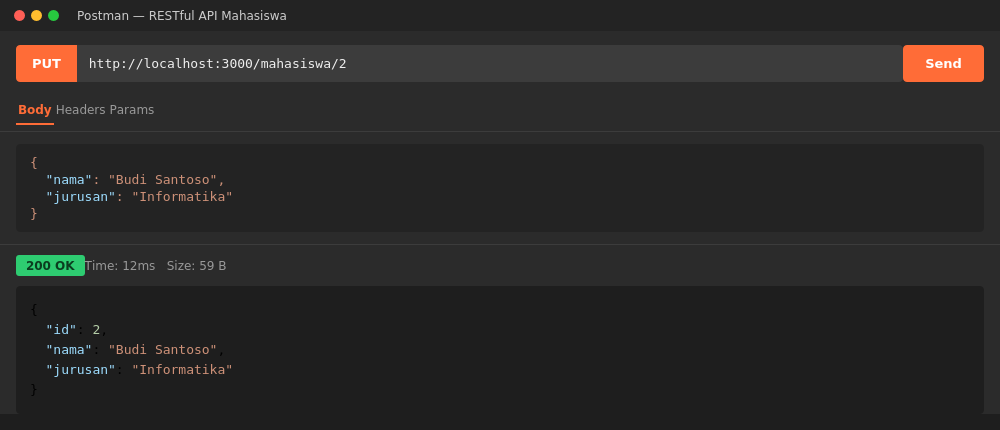 Postman — RESTful API Mahasiswa
PUT http://localhost:3000/mahasiswa/2 Send
Body Headers Params
{
  "nama": "Budi Santoso",
  "jurusan": "Informatika"
}
200 OK Time: 12ms Size: 59 B
{
  "id": 2,
  "nama": "Budi Santoso",
  "jurusan": "Informatika"
}